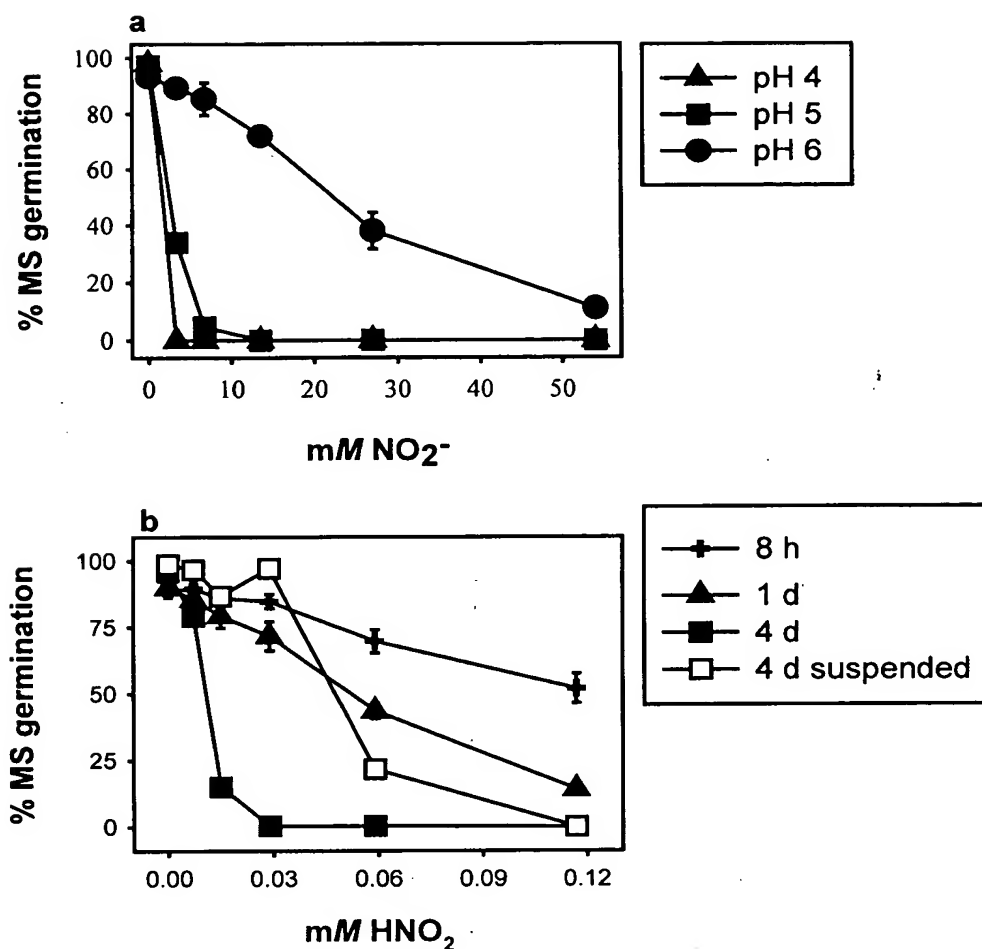 a
100
80
60
40
20
0
% MS germination
0 10 20 30 40 50
mM NO2-
pH 4
pH 5
pH 6
b
100
75
50
25
0
% MS germination
0.00 0.03 0.06 0.09 0.12
mM HNO2
8 h
1 d
4 d
4 d suspended